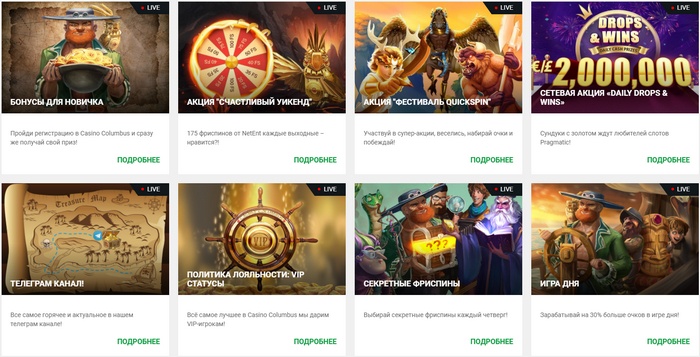 LIVE
БОНУСЫ ДЛЯ НОВИЧКА
Пройди регистрацию в Casino Columbus и сразу
же получай свой приз!
ПОДРОБНЕЕ
LIVE
АКЦИЯ "СЧАСТЛИВЫЙ УИКЕНД"
175 фриспинов от NetEnt каждые выходные –
нравится?!
ПОДРОБНЕЕ
LIVE
АКЦИЯ "ФЕСТИВАЛЬ QUICKSPIN"
Участвуй в супер-акции, веселись, набирай очки и
побеждай!
ПОДРОБНЕЕ
LIVE
DROPS
& WINS
DAILY CASH PRIZES
€/£2,000,000
СЕТЕВАЯ АКЦИЯ «DAILY DROPS &
WINS»
Сундуки с золотом ждут любителей слотов
Pragmatic!
ПОДРОБНЕЕ
LIVE
Treasure Map
ТЕЛЕГРАМ КАНАЛ!
Все самое горячее и актуальное в нашем
телеграм канале!
ПОДРОБНЕЕ
LIVE
VIP
ПОЛИТИКА ЛОЯЛЬНОСТИ: VIP
СТАТУСЫ
Всё самое лучшее в Casino Columbus мы дарим
VIP-игрокам!
ПОДРОБНЕЕ
LIVE
???
СЕКРЕТНЫЕ ФРИСПИНЫ
Выбирай секретные фриспины каждый четверг!
ПОДРОБНЕЕ
LIVE
ИГРА ДНЯ
Зарабатывай на 30% больше очков в игре дня!
ПОДРОБНЕЕ